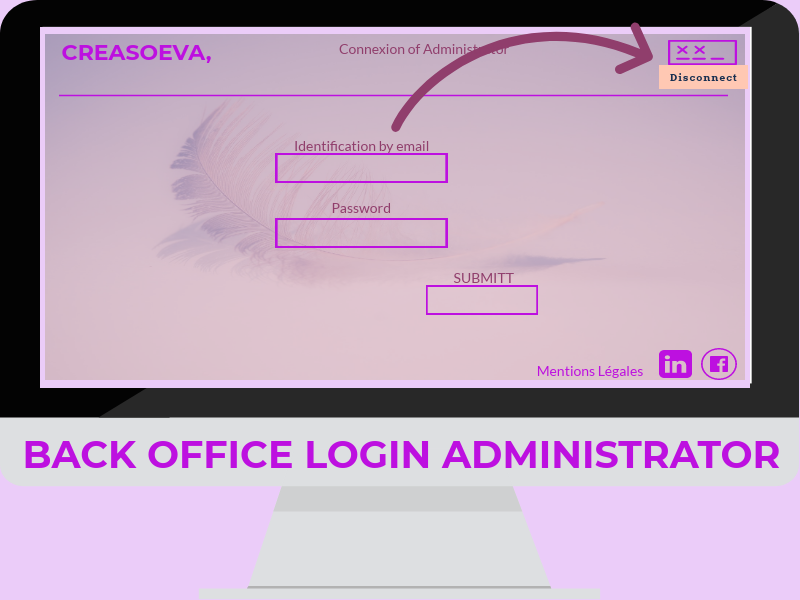 CREASOEVA,
Connexion of Administrator
Disconnect
Identification by email
Password
SUBMITT
Mentions Légales
in
BACK OFFICE LOGIN ADMINISTRATOR